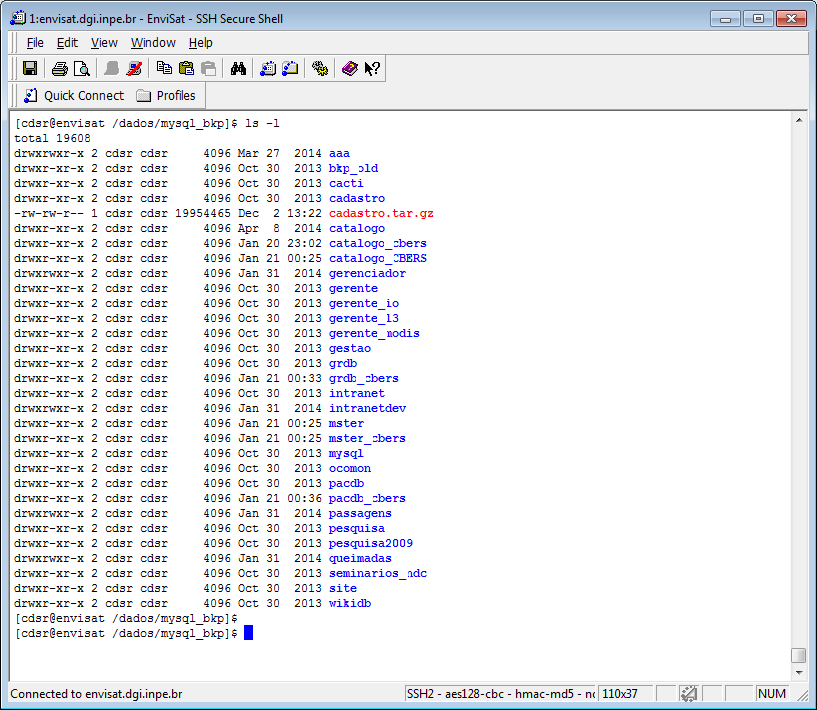 1:envisat.dgi.inpe.br - EnviSat - SSH Secure Shell
File Edit View Window Help
Quick Connect Profiles
[cdsr@envisat /dados/mysql_bkp]$ ls -l
total 19608
drwxrwxr-x 2 cdsr cdsr     4096 Mar 27  2014 aaa
drwxr-xr-x 2 cdsr cdsr     4096 Oct 30  2013 bkp_old
drwxr-xr-x 2 cdsr cdsr     4096 Oct 30  2013 cacti
drwxr-xr-x 2 cdsr cdsr     4096 Oct 30  2013 cadastro
-rw-rw-r-- 1 cdsr cdsr 19954465 Dec  2 13:22 cadastro.tar.gz
drwxr-xr-x 2 cdsr cdsr     4096 Apr  8  2014 catalogo
drwxr-xr-x 2 cdsr cdsr     4096 Jan 20 23:02 catalogo_cbers
drwxr-xr-x 2 cdsr cdsr     4096 Jan 21 00:25 catalogo_CBERS
drwxrwxr-x 2 cdsr cdsr     4096 Jan 31  2014 gerenciador
drwxr-xr-x 2 cdsr cdsr     4096 Oct 30  2013 gerente
drwxr-xr-x 2 cdsr cdsr     4096 Oct 30  2013 gerente_io
drwxr-xr-x 2 cdsr cdsr     4096 Oct 30  2013 gerente_l3
drwxr-xr-x 2 cdsr cdsr     4096 Oct 30  2013 gerente_modis
drwxr-xr-x 2 cdsr cdsr     4096 Oct 30  2013 gestao
drwxr-xr-x 2 cdsr cdsr     4096 Oct 30  2013 grdb
drwxr-xr-x 2 cdsr cdsr     4096 Jan 21 00:33 grdb_cbers
drwxr-xr-x 2 cdsr cdsr     4096 Oct 30  2013 intranet
drwxrwxr-x 2 cdsr cdsr     4096 Jan 31  2014 intranetdev
drwxr-xr-x 2 cdsr cdsr     4096 Jan 21 00:25 mster
drwxr-xr-x 2 cdsr cdsr     4096 Jan 21 00:25 mster_cbers
drwxr-xr-x 2 cdsr cdsr     4096 Oct 30  2013 mysql
drwxr-xr-x 2 cdsr cdsr     4096 Oct 30  2013 ocomon
drwxr-xr-x 2 cdsr cdsr     4096 Oct 30  2013 pacdb
drwxr-xr-x 2 cdsr cdsr     4096 Jan 21 00:36 pacdb_cbers
drwxrwxr-x 2 cdsr cdsr     4096 Jan 31  2014 passagens
drwxr-xr-x 2 cdsr cdsr     4096 Oct 30  2013 pesquisa
drwxr-xr-x 2 cdsr cdsr     4096 Oct 30  2013 pesquisa2009
drwxrwxr-x 2 cdsr cdsr     4096 Jan 31  2014 queimadas
drwxr-xr-x 2 cdsr cdsr     4096 Oct 30  2013 seminarios_ndc
drwxr-xr-x 2 cdsr cdsr     4096 Oct 30  2013 site
drwxr-xr-x 2 cdsr cdsr     4096 Oct 30  2013 wikidb
[cdsr@envisat /dados/mysql_bkp]$
[cdsr@envisat /dados/mysql_bkp]$
Connected to envisat.dgi.inpe.br SSH2 - aes128-cbc - hmac-md5 - 110x37 NUM